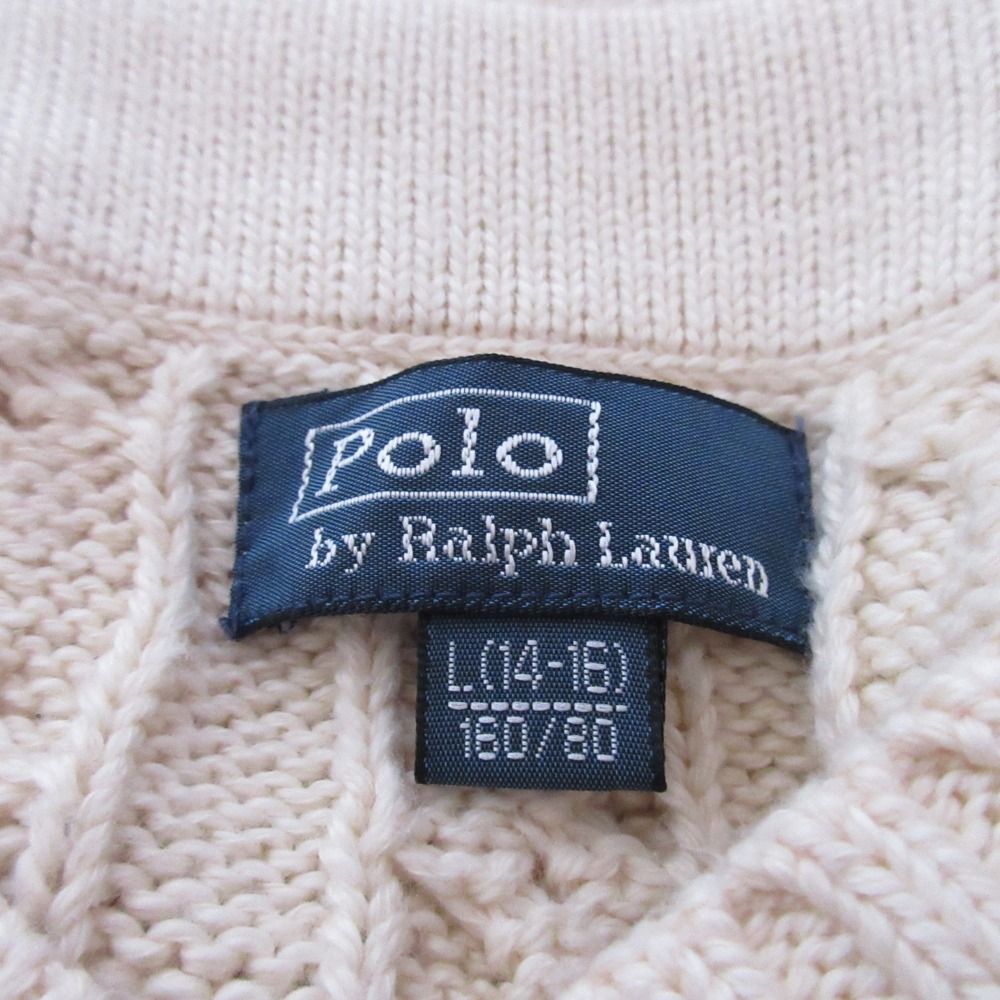 Polo
by Ralph Lauren
L(14-16)
160/80